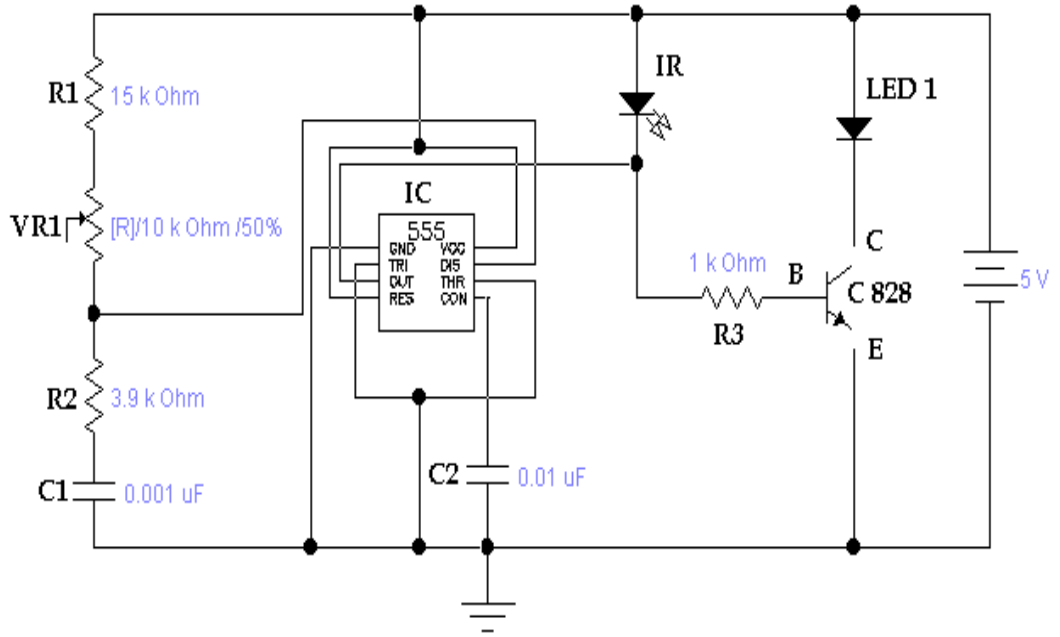 IR
R1
15 k Ohm
LED 1
IC
VR1
[R]/10 k Ohm /50%
555
GND
VCC
TRI
DIS
OUT
THR
RES
CON
1 k Ohm
B
C
C 828
E
5 V
R3
R2
3.9 k Ohm
C1
0.001 uF
C2
0.01 uF